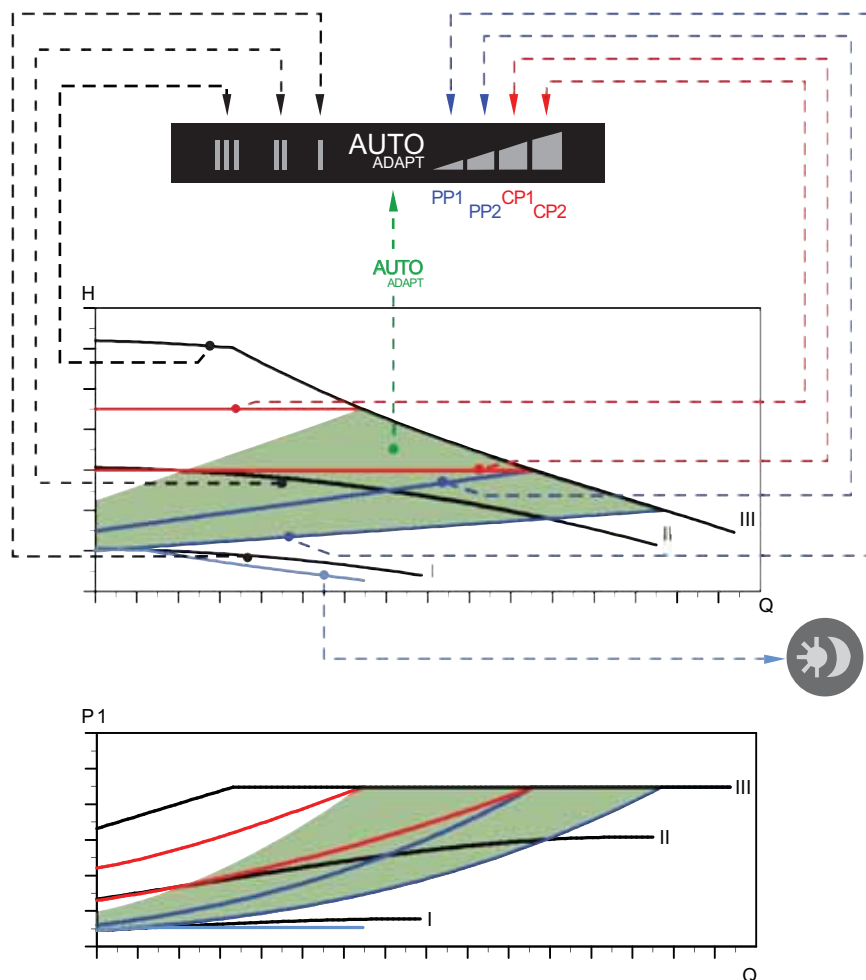 III II I AUTO
ADAPT
PP1 CP1
PP2 CP2
AUTO
ADAPT
H
III
II
I
Q
P1
III
II
I
Q